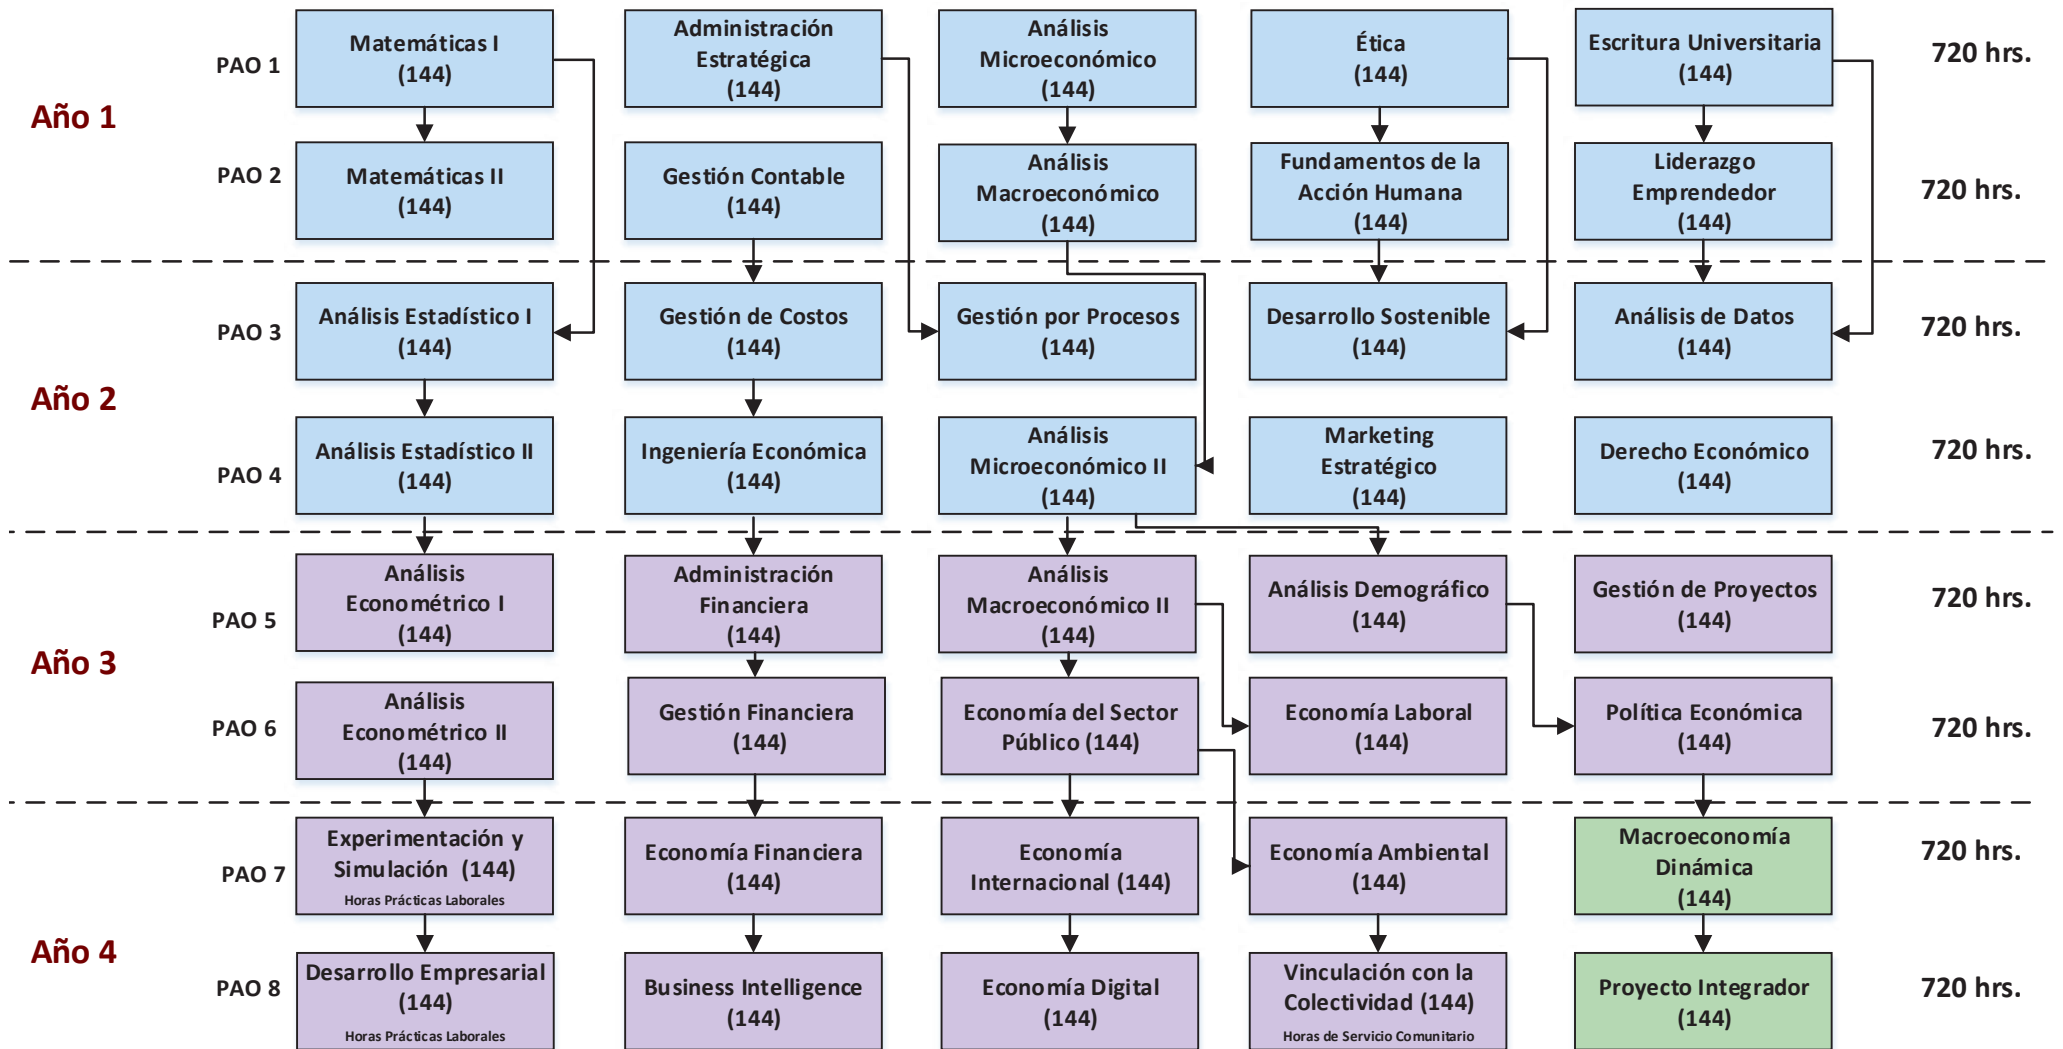 Año 1
PAO 1
Matemáticas I
(144)
Administración
Estratégica
(144)
Análisis
Microeconómico
(144)
Ética
(144)
Escritura Universitaria
(144)
720 hrs.
PAO 2
Matemáticas II
(144)
Gestión Contable
(144)
Análisis
Macroeconómico
(144)
Fundamentos de la
Acción Humana
(144)
Liderazgo
Emprendedor
(144)
720 hrs.
Año 2
PAO 3
Análisis Estadístico I
(144)
Gestión de Costos
(144)
Gestión por Procesos
(144)
Desarrollo Sostenible
(144)
Análisis de Datos
(144)
720 hrs.
PAO 4
Análisis Estadístico II
(144)
Ingeniería Económica
(144)
Análisis
Microeconómico II
(144)
Marketing
Estratégico
(144)
Derecho Económico
(144)
720 hrs.
Año 3
PAO 5
Análisis
Econométrico I
(144)
Administración
Financiera
(144)
Análisis
Macroeconómico II
(144)
Análisis Demográfico
(144)
Gestión de Proyectos
(144)
720 hrs.
PAO 6
Análisis
Econométrico II
(144)
Gestión Financiera
(144)
Economía del Sector
Público (144)
Economía Laboral
(144)
Política Económica
(144)
720 hrs.
Año 4
PAO 7
Experimentación y
Simulación (144)
Horas Prácticas Laborales
Economía Financiera
(144)
Economía
Internacional (144)
Economía Ambiental
(144)
Macroeconomía
Dinámica
(144)
720 hrs.
PAO 8
Desarrollo Empresarial
(144)
Horas Prácticas Laborales
Business Intelligence
(144)
Economía Digital
(144)
Vinculación con la
Colectividad (144)
Horas de Servicio Comunitario
Proyecto Integrador
(144)
720 hrs.